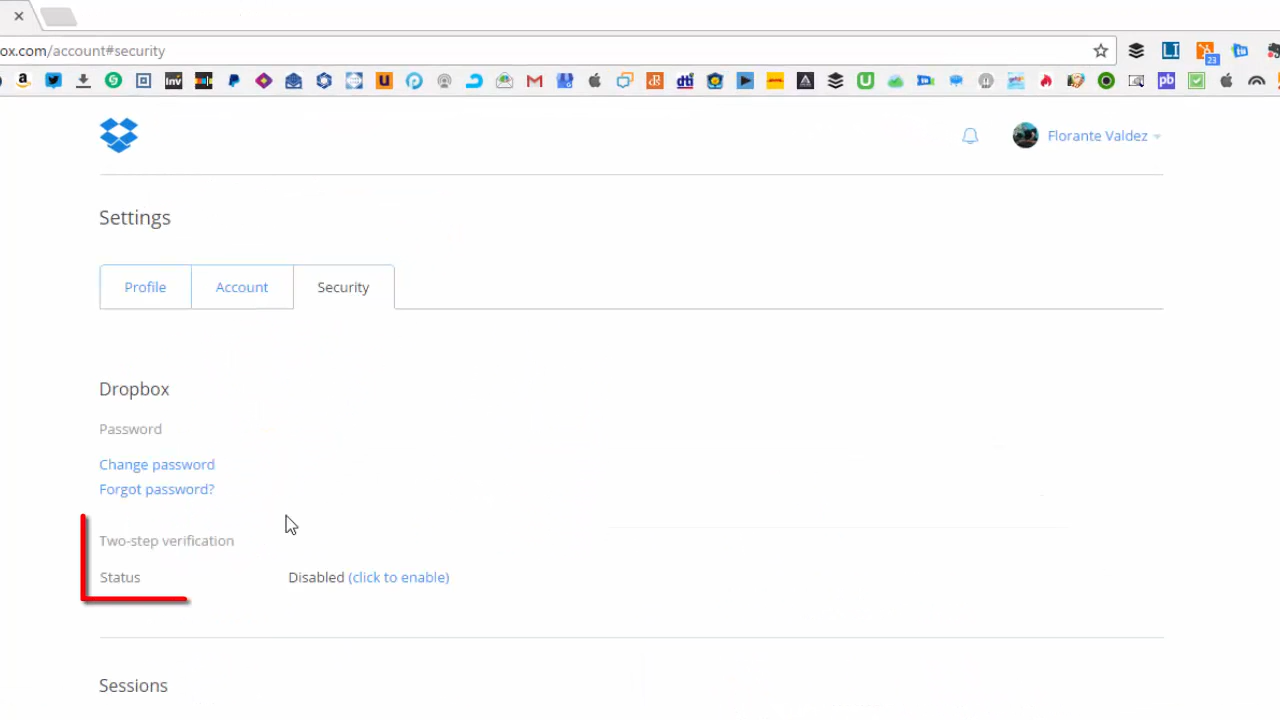 ox.com/account#security
23
Florante Valdez
Settings
Profile Account Security
Dropbox
Password
Change password
Forgot password?
Two-step verification
Status Disabled (click to enable)
Sessions